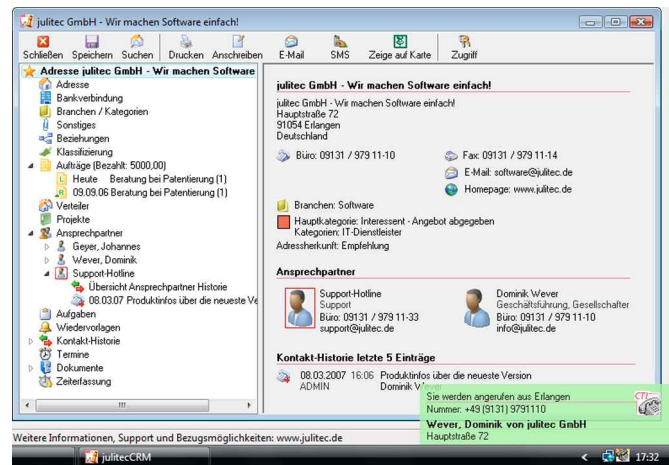 julitec GmbH - Wir machen Software einfach!
Schließen Speichern Suchen Drucken Anschreiben E-Mail SMS Zeige auf Karte Zugriff
Adresse julitec GmbH - Wir machen Software
Adresse
Bankverbindung
Branchen / Kategorien
Sonstiges
Beziehungen
Klassifizierung
Aufträge (Bezahlt: 5000,00)
Heute Beratung bei Patentierung (1)
09.09.06 Beratung bei Patentierung (1)
Verteiler
Projekte
Ansprechpartner
Geyer, Johannes
Wever, Dominik
Support-Hotline
Übersicht Ansprechpartner Historie
08.03.07 Produktinfos über die neueste Ve
Aufgaben
Wiedervorlagen
Kontakt-Historie
Termine
Dokumente
Zeiterfassung
julitec GmbH - Wir machen Software einfach!
julitec GmbH - Wir machen Software einfach!
Hauptstraße 72
91054 Erlangen
Deutschland
Büro: 09131 / 979 11-10
Fax: 09131 / 979 11-14
E-Mail: software@julitec.de
Homepage: www.julitec.de
Branchen: Software
Hauptkategorie: Interessent - Angebot abgegeben
Kategorien: IT-Dienstleister
Adressherkunft: Empfehlung
Ansprechpartner
Support-Hotline
Support
Büro: 09131 / 979 11-33
support@julitec.de
Dominik Wever
Geschäftsführung, Gesellschafter
Büro: 09131 / 979 11-10
info@julitec.de
Kontakt-Historie letzte 5 Einträge
08.03.2007 16:06 Produktinfos über die neueste Version
ADMIN Dominik Wever
Sie werden angerufen aus Erlangen
CTI
Nummer: +49 (9131) 9791110
Wever, Dominik von julitec GmbH
Hauptstraße 72
Weitere Informationen, Support und Bezugsmöglichkeiten: www.julitec.de
julitecCRM
17:32